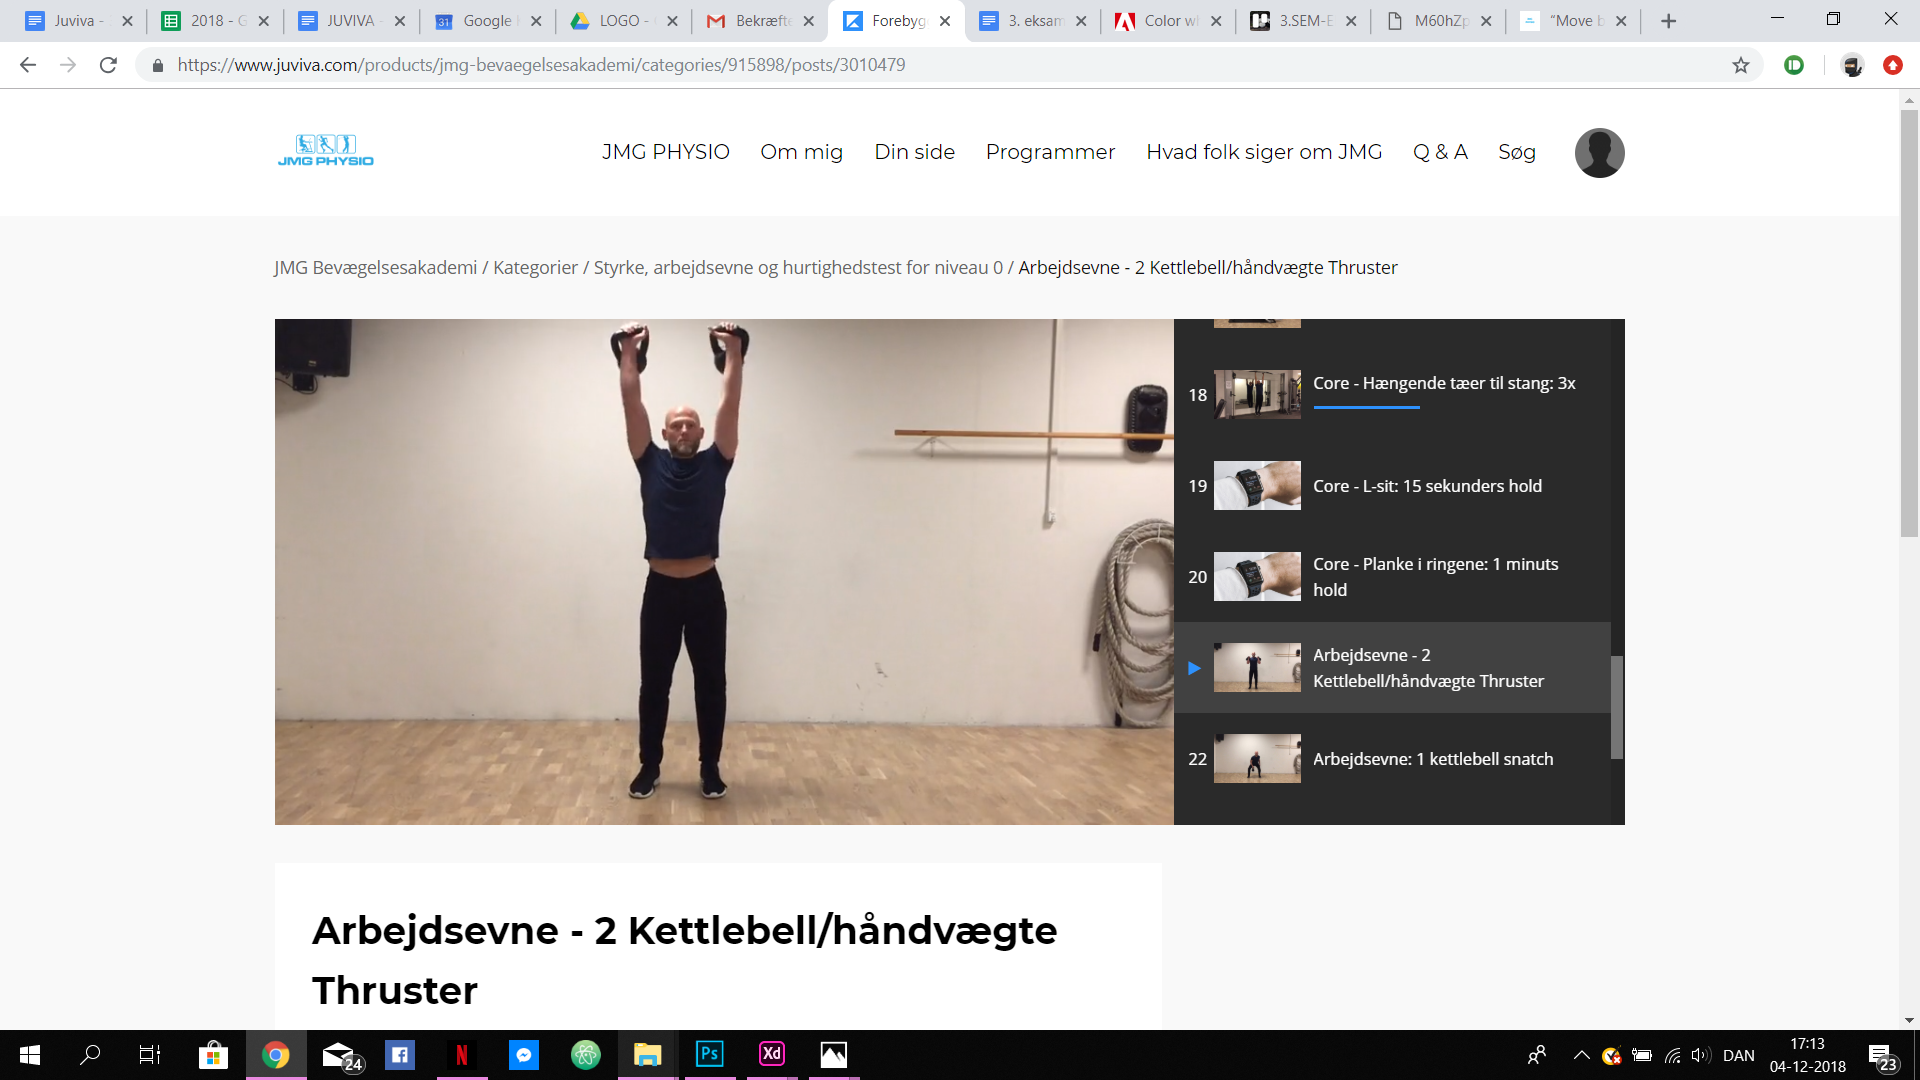 Juviva -
2018 - G
JUVIVA -
Google
LOGO -
Bekræfte
Forebyg
3. eksam
Color w
3.SEM-E
M60hZp
“Move b
https://www.juviva.com/products/jmg-bevaegelsesakademi/categories/915898/posts/3010479
JMG PHYSIO
JMG PHYSIO
Om mig
Din side
Programmer
Hvad folk siger om JMG
Q & A
Søg
JMG Bevægelsesakademi / Kategorier / Styrke, arbejdsevne og hurtighedstest for niveau 0 / Arbejdsevne - 2 Kettlebell/håndvægte Thruster
18
Core - Hængende tæer til stang: 3x
19
Core - L-sit: 15 sekunders hold
20
Core - Planke i ringene: 1 minuts
hold
Arbejdsevne - 2
Kettlebell/håndvægte Thruster
22
Arbejdsevne: 1 kettlebell snatch
Arbejdsevne - 2 Kettlebell/håndvægte
Thruster
24
N
Ps
Xd
DAN
17:13
04-12-2018
23